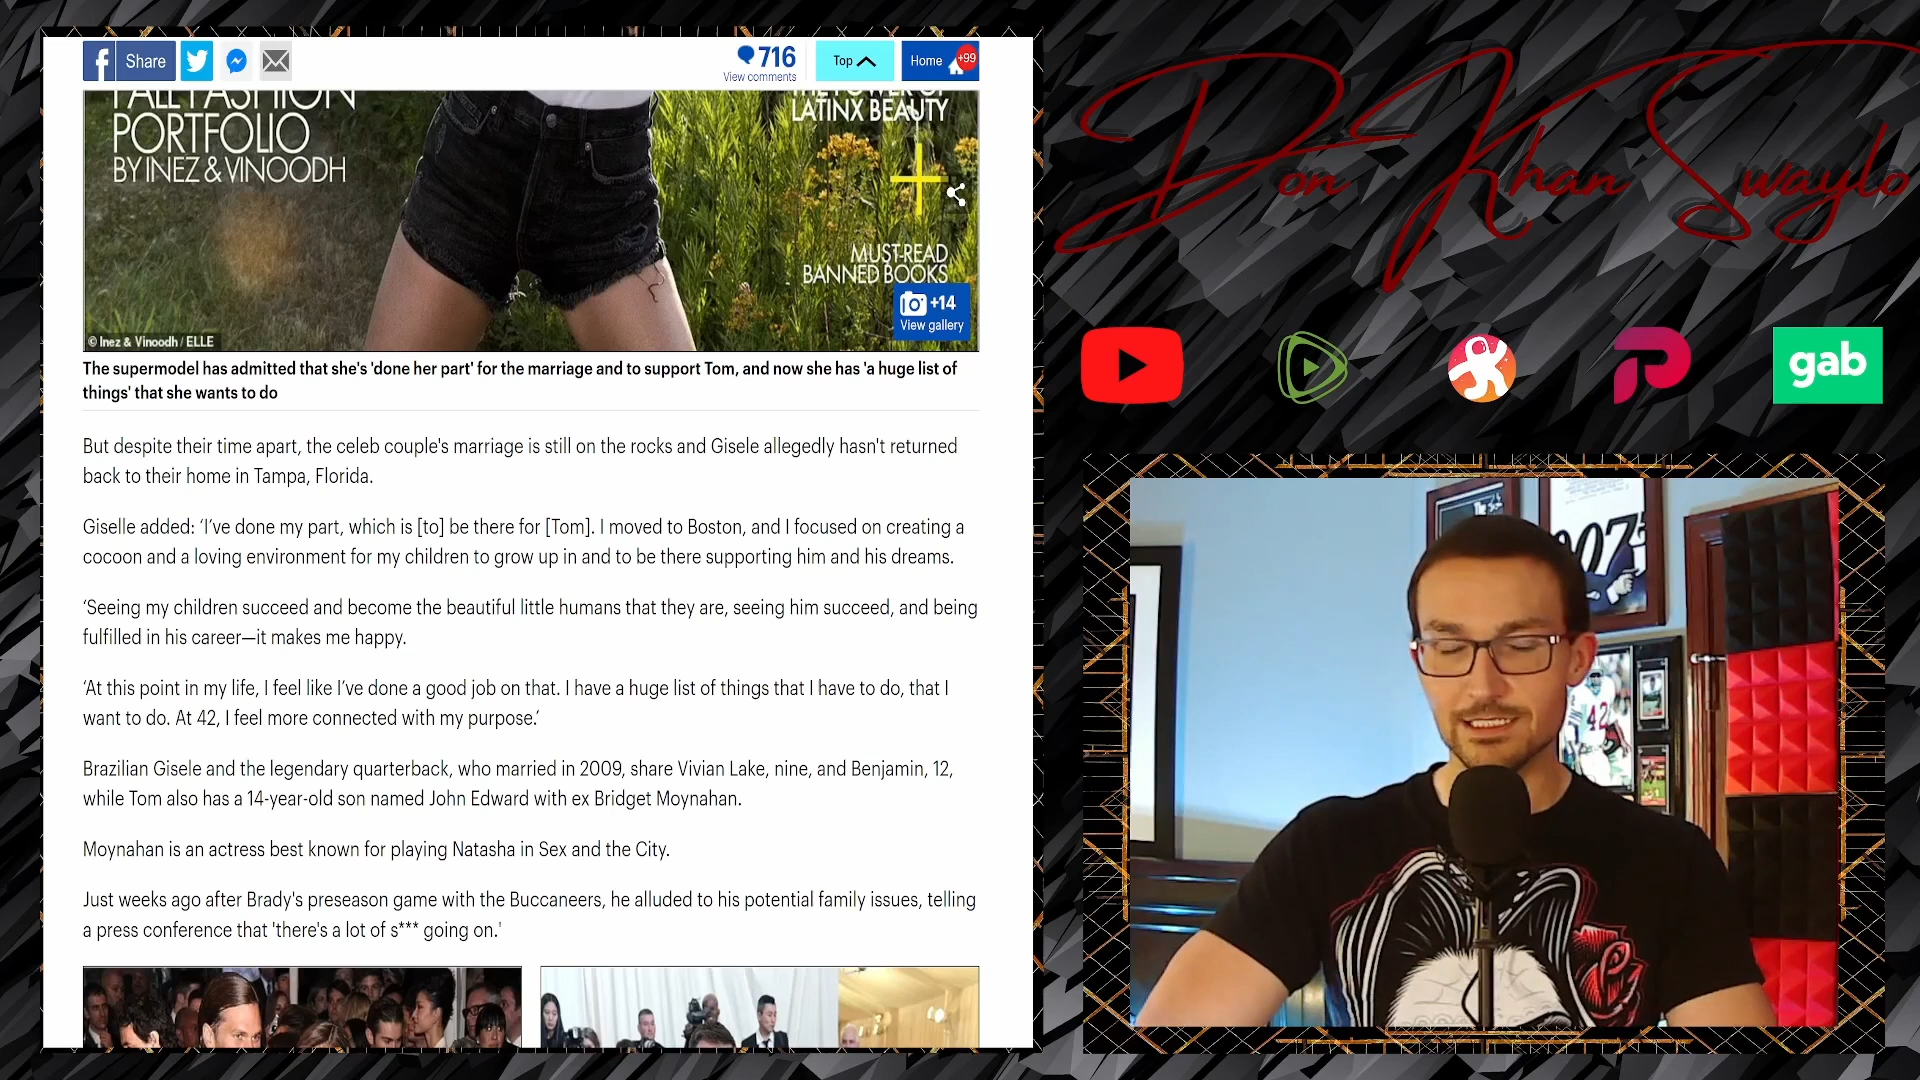 Share
716
View comments
Top
Home
+99
FALL FASHION
PORTFOLIO
BY INEZ & VINOODH
THE POWER OF
LATINX BEAUTY
MUST-READ
BANNED BOOKS
+14
View gallery
© Inez & Vinoodh / ELLE
The supermodel has admitted that she's 'done her part' for the marriage and to support Tom, and now she has 'a huge list of
things' that she wants to do
But despite their time apart, the celeb couple's marriage is still on the rocks and Gisele allegedly hasn't returned
back to their home in Tampa, Florida.
Giselle added: ‘I’ve done my part, which is [to] be there for [Tom]. I moved to Boston, and I focused on creating a
cocoon and a loving environment for my children to grow up in and to be there supporting him and his dreams.
‘Seeing my children succeed and become the beautiful little humans that they are, seeing him succeed, and being
fulfilled in his career—it makes me happy.
‘At this point in my life, I feel like I’ve done a good job on that. I have a huge list of things that I have to do, that I
want to do. At 42, I feel more connected with my purpose.’
Brazilian Gisele and the legendary quarterback, who married in 2009, share Vivian Lake, nine, and Benjamin, 12,
while Tom also has a 14-year-old son named John Edward with ex Bridget Moynahan.
Moynahan is an actress best known for playing Natasha in Sex and the City.
Just weeks ago after Brady's preseason game with the Buccaneers, he alluded to his potential family issues, telling
a press conference that 'there's a lot of s*** going on.'
Don Khan Swaylo
gab
007
42